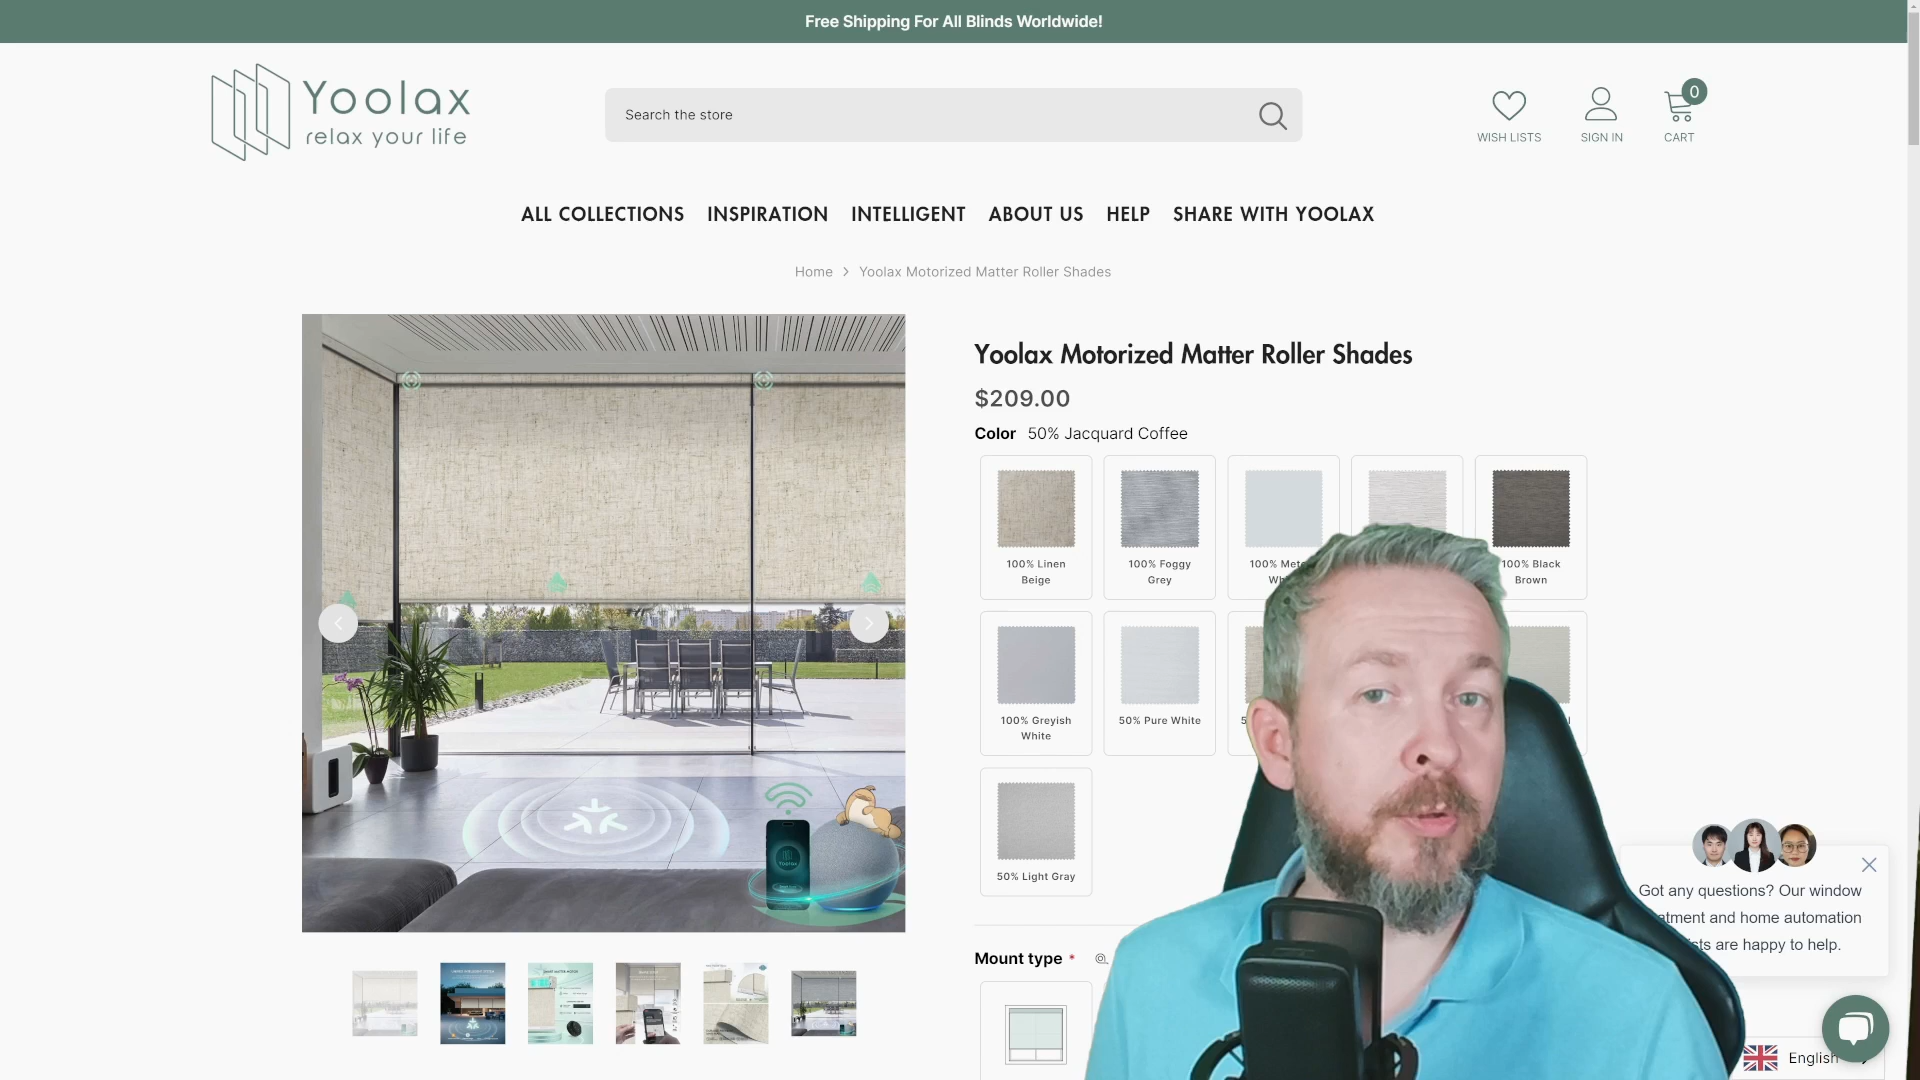 Free Shipping For All Blinds Worldwide!
Yoolax
relax your life
Search the store
WISH LISTS
SIGN IN
0
CART
ALL COLLECTIONS
INSPIRATION
INTELLIGENT
ABOUT US
HELP
SHARE WITH YOOLAX
Home > Yoolax Motorized Matter Roller Shades
Yoolax Motorized Matter Roller Shades
$209.00
Color 50% Jacquard Coffee
100% Linen
Beige
100% Foggy
Grey
100%
100% Black
Brown
100% Greyish
White
50% Pure White
50% Light Gray
Mount type *
Got any questions? Our window
and home automation
are happy to help.
English